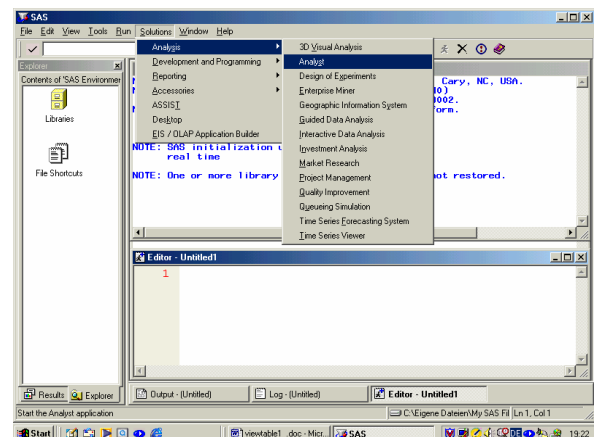 SAS
File Edit View Tools Run Solutions Window Help
Explorer
Contents of 'SAS Environmer
Libraries
File Shortcuts
Analysis
Development and Programming
Reporting
Accessories
ASSIST
Desktop
EIS / OLAP Application Builder
3D Visual Analysis
Analyst
Design of Experiments
Enterprise Miner
Geographic Information System
Guided Data Analysis
Interactive Data Analysis
Investment Analysis
Market Research
Project Management
Quality Improvement
Queueing Simulation
Time Series Forecasting System
Time Series Viewer
Cary, NC, USA.
NOTE: SAS initialization u
real time
NOTE: One or more library
ot restored.
Editor - Untitled1
1
Results Explorer
Output - (Untitled) Log - (Untitled) Editor - Untitled1
Start the Analyst application
C:\Eigene Dateien\My SAS Fil Ln 1, Col 1
Start viewtable1 .doc - Micr.. SAS 19:22